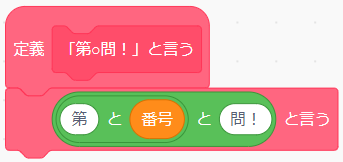 定義 「第○問！」と言う
第 と 番号 と 問！ と言う